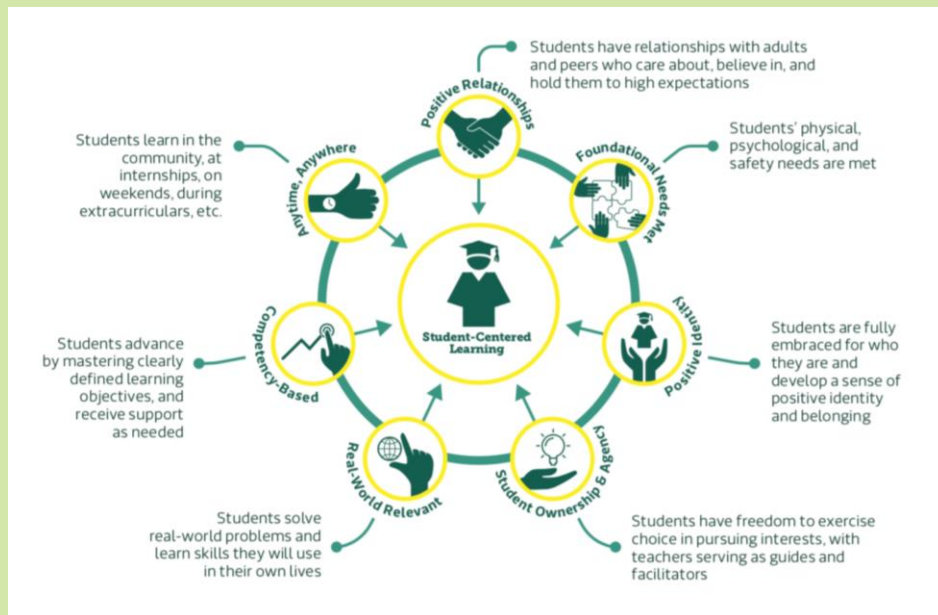 Positive Relationships
Students have relationships with adults
and peers who care about, believe in, and
hold them to high expectations
Foundational Needs Met
Students' physical,
psychological, and
safety needs are met
Positive Identity
Students are fully
embraced for who
they are and
develop a sense of
positive identity
and belonging
Student Ownership & Agency
Students have freedom to exercise
choice in pursuing interests, with
teachers serving as guides and
facilitators
Real-World Relevant
Students solve
real-world problems and
learn skills they will use
in their own lives
Competency-Based
Students advance
by mastering clearly
defined learning
objectives, and
receive support
as needed
Anytime, Anywhere
Students learn in the
community, at
internships, on
weekends, during
extracurriculars, etc.
Student-Centered
Learning